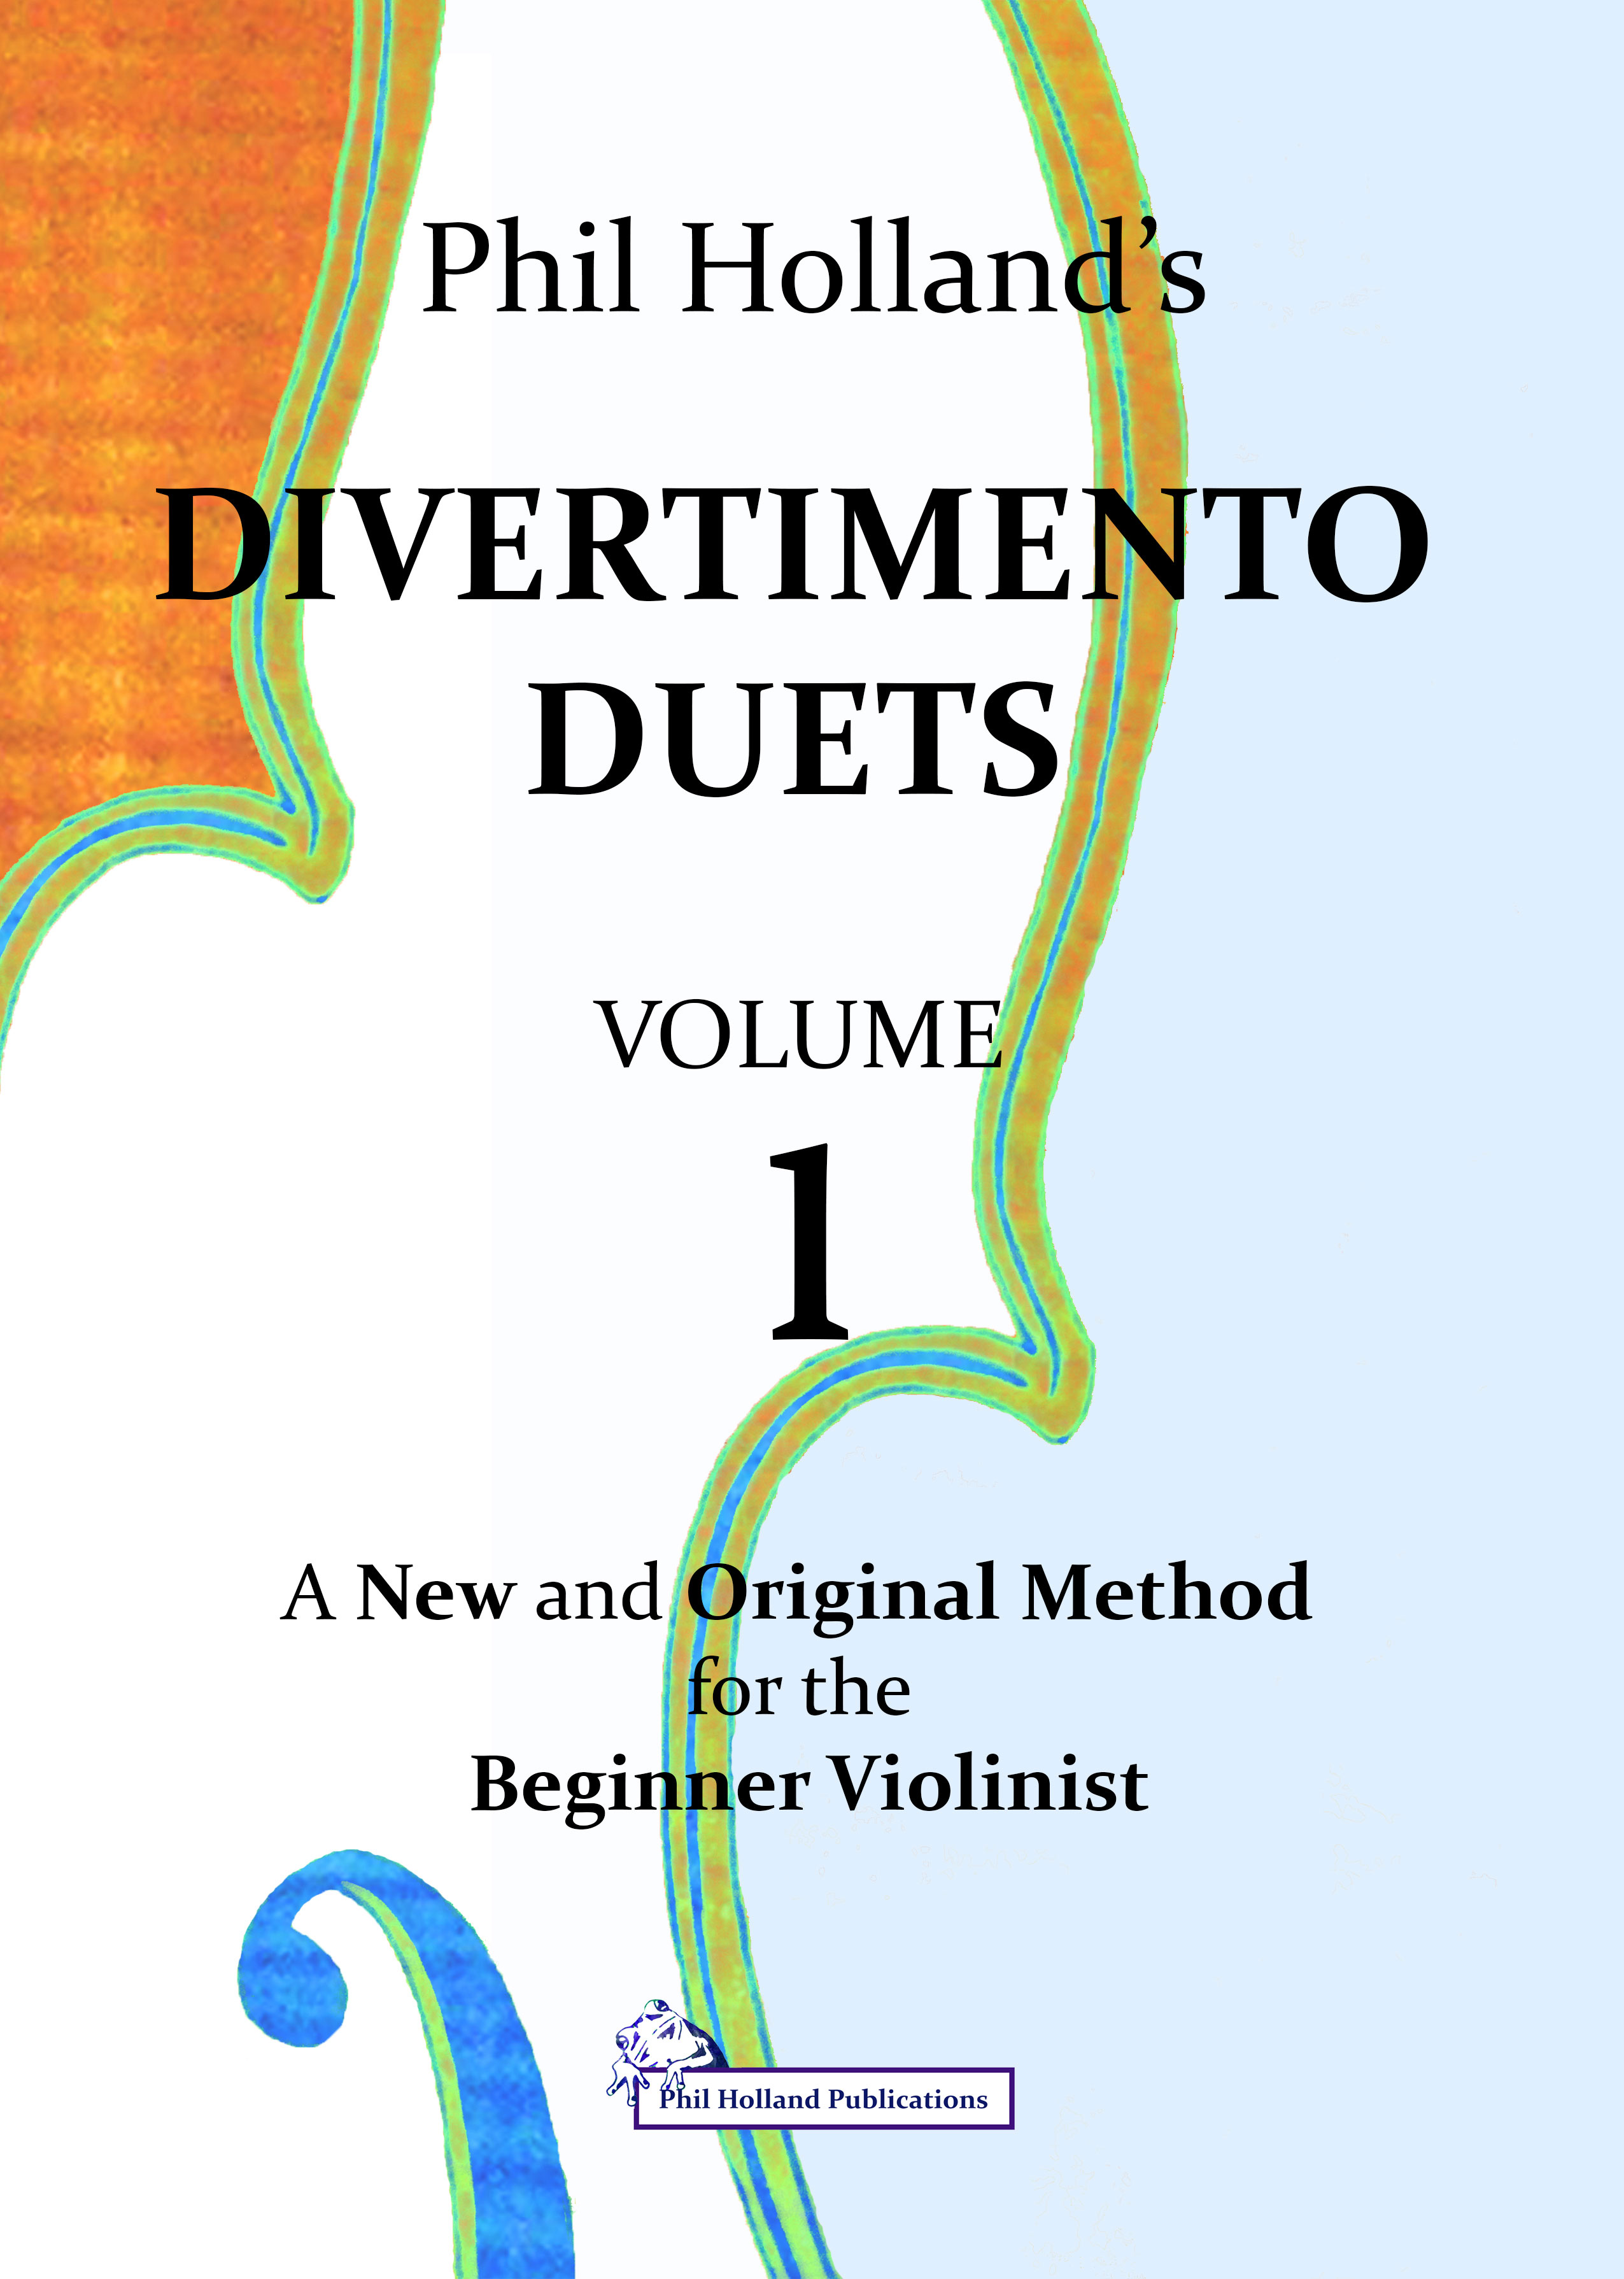 Phil Holland’s
DIVERTIMENTO
DUETS
VOLUME
1
A New and Original Method
for the
Beginner Violinist
Phil Holland Publications